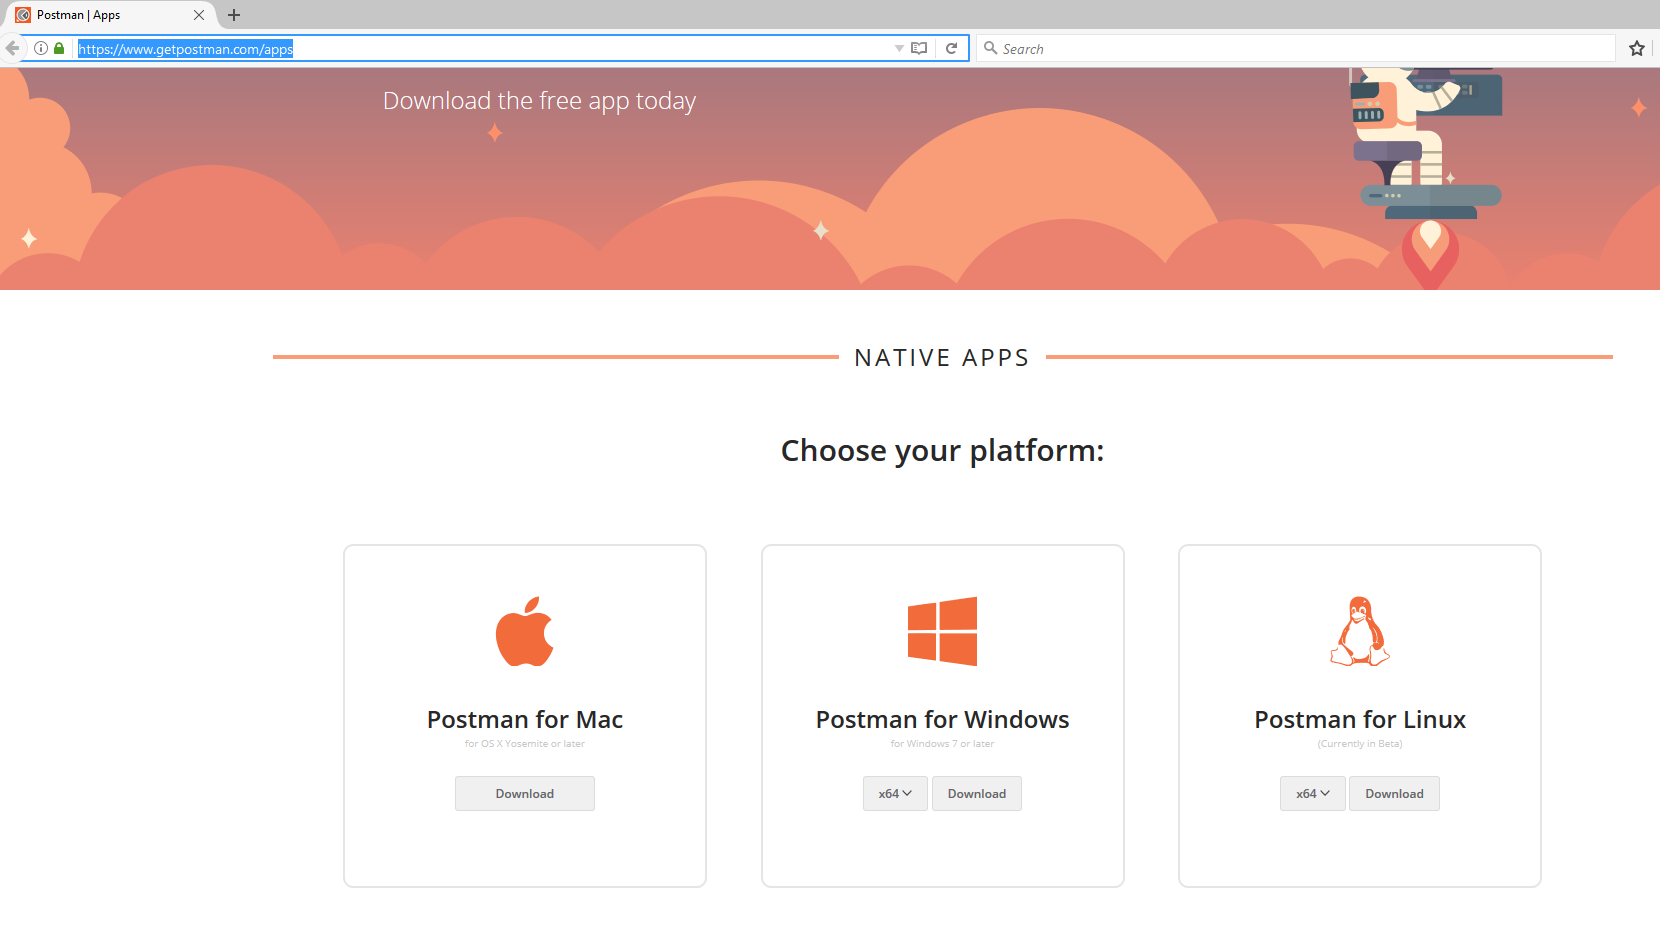 Postman | Apps
https://www.getpostman.com/apps
Search
Download the free app today
NATIVE APPS
Choose your platform:
Postman for Mac
for OS X Yosemite or later
Download
Postman for Windows
for Windows 7 or later
x64 Download
Postman for Linux
(Currently in Beta)
x64 Download